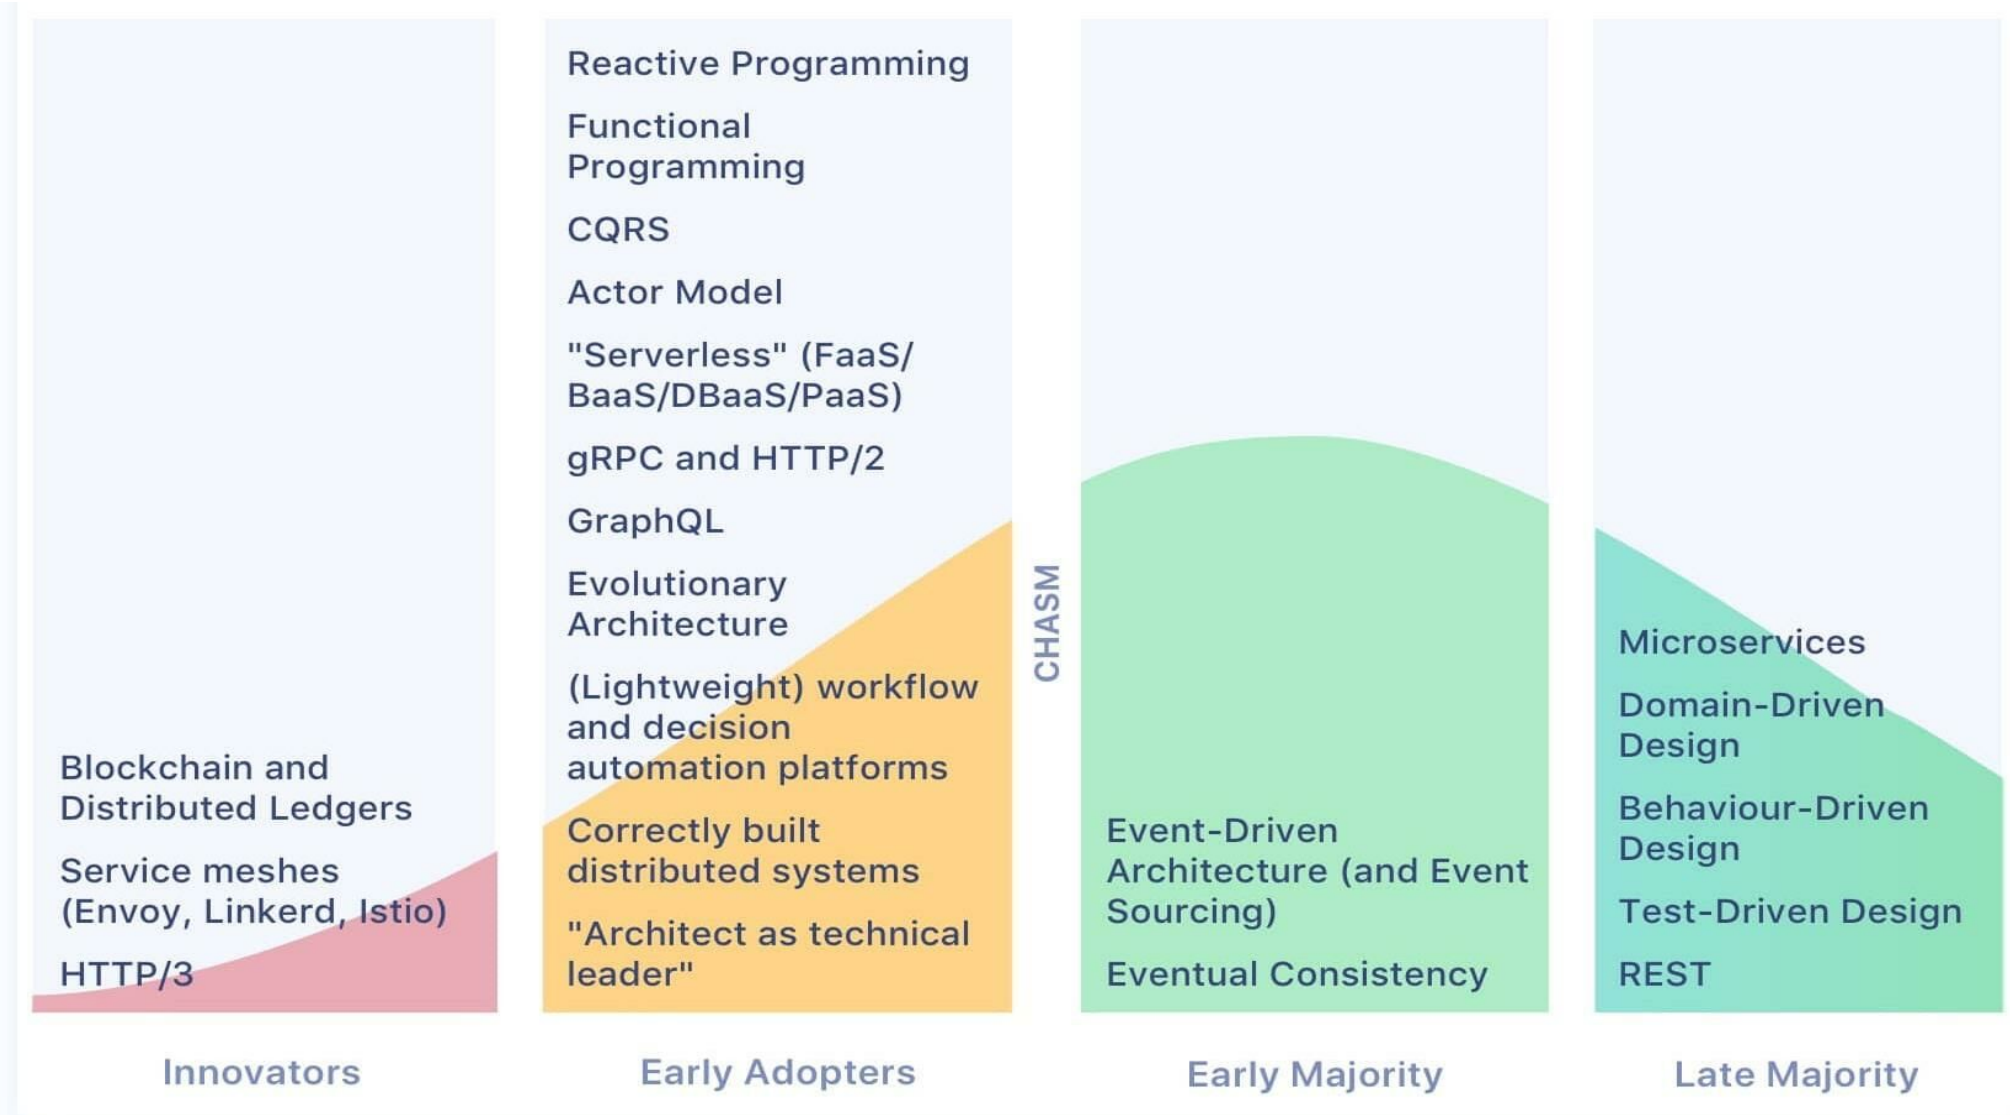 Blockchain and
Distributed Ledgers
Service meshes
(Envoy, Linkerd, Istio)
HTTP/3
Innovators
Reactive Programming
Functional
Programming
CQRS
Actor Model
"Serverless" (FaaS/
BaaS/DBaaS/PaaS)
gRPC and HTTP/2
GraphQL
Evolutionary
Architecture
(Lightweight) workflow
and decision
automation platforms
Correctly built
distributed systems
"Architect as technical
leader"
Early Adopters
CHASM
Event-Driven
Architecture (and Event
Sourcing)
Eventual Consistency
Early Majority
Microservices
Domain-Driven
Design
Behaviour-Driven
Design
Test-Driven Design
REST
Late Majority